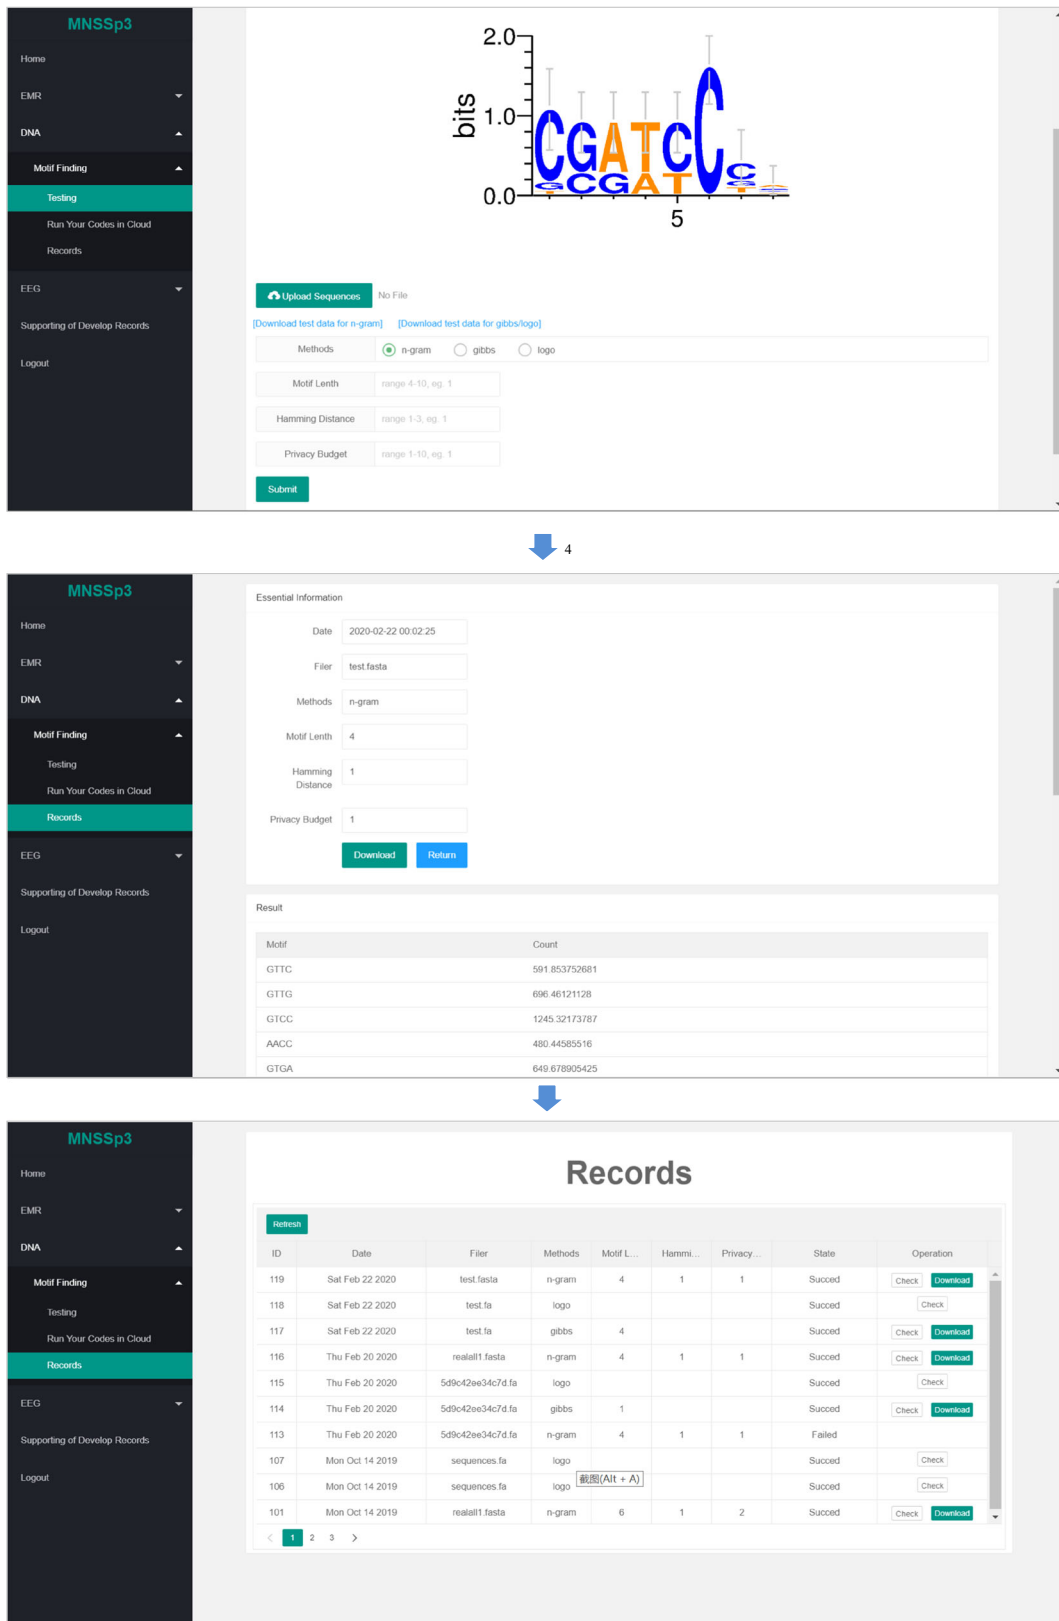 MNSSp3
Home
EMR
DNA
Motif Finding
Testing
Run Your Codes in Cloud
Records
EEG
Supporting of Develop Records
Logout
2.0
bits
1.0
0.0
5
Upload Sequences No File
[Download test data for n-gram] [Download test data for gibbs/logo]
Methods n-gram gibbs logo
Motif Lenth range 4-10, eg. 1
Hamming Distance range 1-3, eg. 1
Privacy Budget range 1-10, eg. 1
Submit
4
MNSSp3
Home
EMR
DNA
Motif Finding
Testing
Run Your Codes in Cloud
Records
EEG
Supporting of Develop Records
Logout
Essential Information
Date 2020-02-22 00:02:25
Filer test.fasta
Methods n-gram
Motif Lenth 4
Hamming Distance 1
Privacy Budget 1
Download Return
Result
Motif Count
GTTC 591.853752681
GTTG 696.46121128
GTCC 1245.32173787
AACC 480.44585516
GTGA 649.678905425
MNSSp3
Home
EMR
DNA
Motif Finding
Testing
Run Your Codes in Cloud
Records
EEG
Supporting of Develop Records
Logout
Records
Refresh
ID Date Filer Methods Motif L... Hammi... Privacy... State Operation
119 Sat Feb 22 2020 test.fasta n-gram 4 1 1 Succed Check Download
118 Sat Feb 22 2020 test.fa logo Succed Check
117 Sat Feb 22 2020 test.fa gibbs 4 Succed Check Download
116 Thu Feb 20 2020 realall1.fasta n-gram 4 1 1 Succed Check Download
115 Thu Feb 20 2020 5d9c42ee34c7d.fa logo Succed Check
114 Thu Feb 20 2020 5d9c42ee34c7d.fa gibbs 1 Succed Check Download
113 Thu Feb 20 2020 5d9c42ee34c7d.fa n-gram 4 1 1 Failed
107 Mon Oct 14 2019 sequences.fa logo Succed Check
截图(Alt + A)
106 Mon Oct 14 2019 sequences.fa logo Succed Check
101 Mon Oct 14 2019 realall1.fasta n-gram 6 1 2 Succed Check Download
< 1 2 3 >